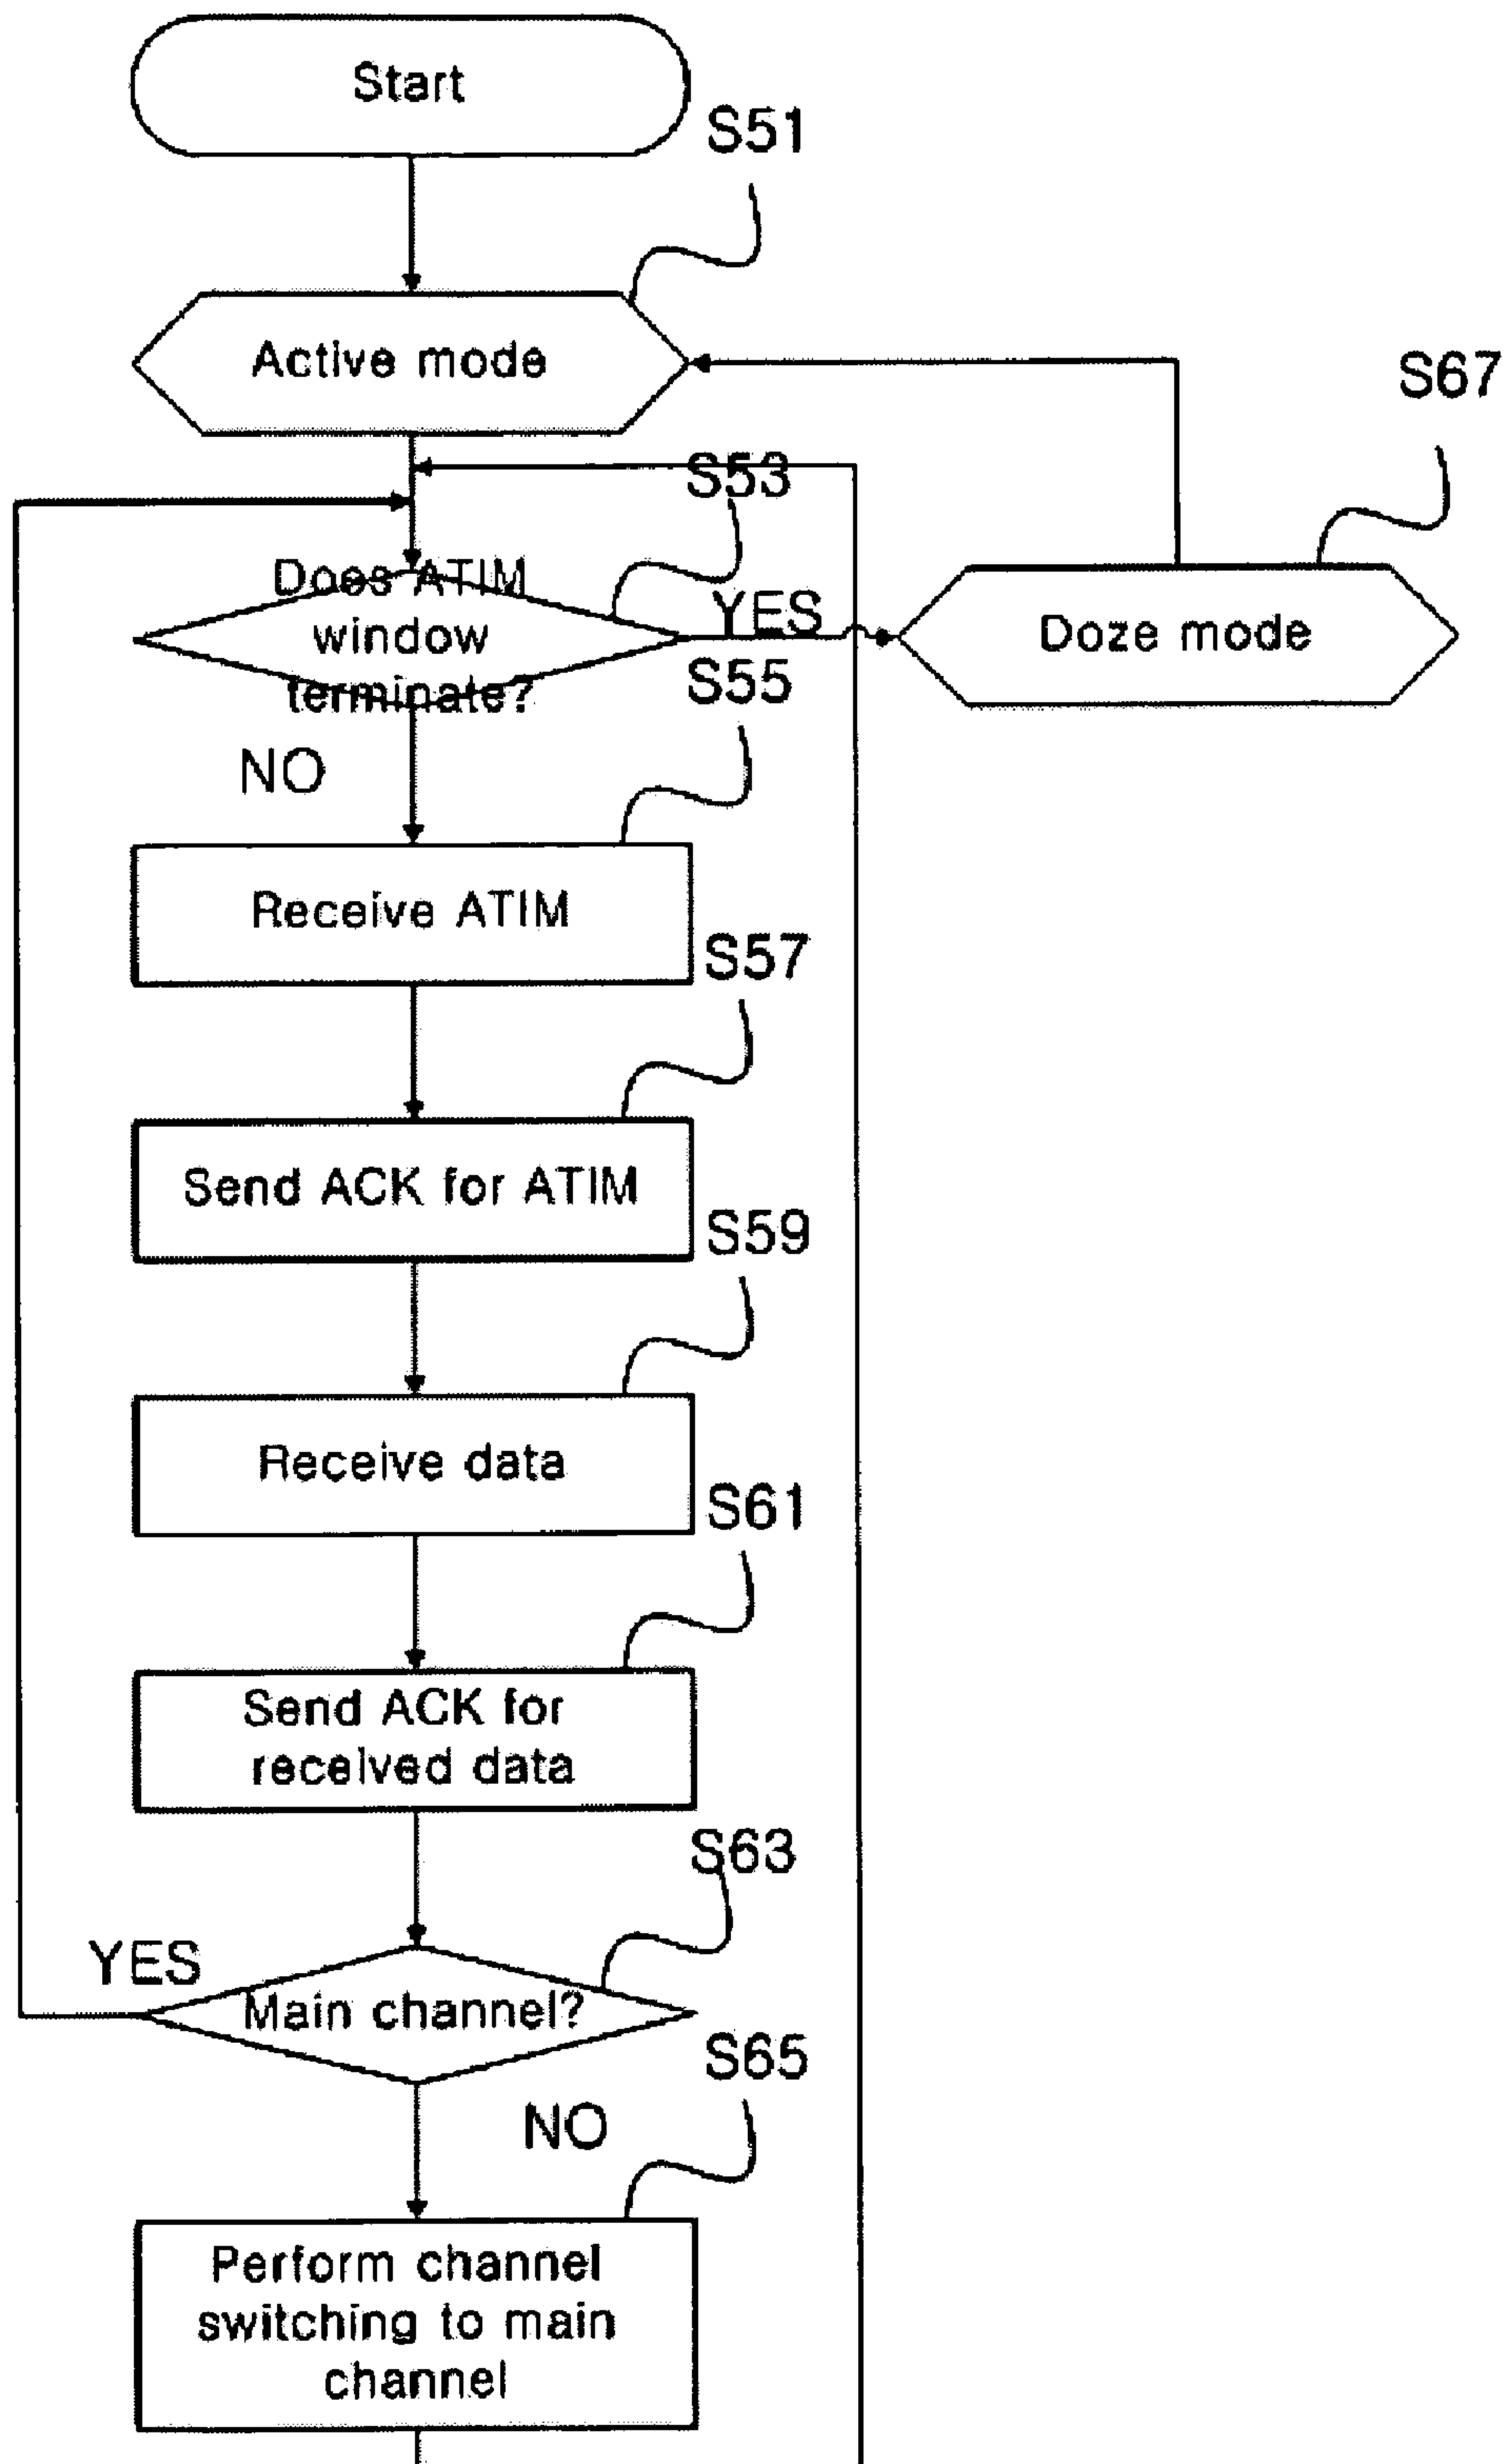 Start
S51
Active mode
S67
S53
Does ATIM
window
terminate?
YES
Doze mode
S55
NO
Receive ATIM
S57
Send ACK for ATIM
S59
Receive data
S61
Send ACK for
received data
S63
YES
Main channel?
S65
NO
Perform channel
switching to main
channel